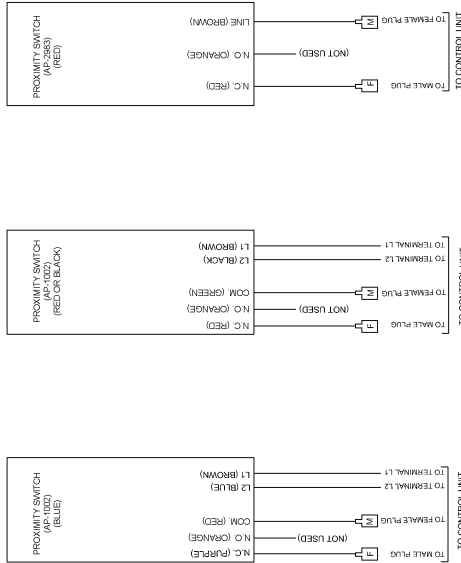 PROXIMITY SWITCH
(AP-2983)
(RED)
LINE (BROWN)
N.O. (ORANGE)
N.C. (RED)
M
(NOT USED)
F
TO FEMALE PLUG
TO MALE PLUG
TO CONTROL UNIT
PROXIMITY SWITCH
(AP-1002)
(RED OR BLACK)
L1 (BROWN)
L2 (BLACK)
COM. (GREEN)
N.O. (ORANGE)
N.C. (RED)
M
(NOT USED)
F
TO TERMINAL L1
TO TERMINAL L2
TO FEMALE PLUG
TO MALE PLUG
TO CONTROL UNIT
PROXIMITY SWITCH
(AP-1002)
(BLUE)
L1 (BROWN)
L2 (BLUE)
COM. (RED)
N.O. (ORANGE)
N.C. (PURPLE)
M
(NOT USED)
F
TO TERMINAL L1
TO TERMINAL L2
TO FEMALE PLUG
TO MALE PLUG
TO CONTROL UNIT